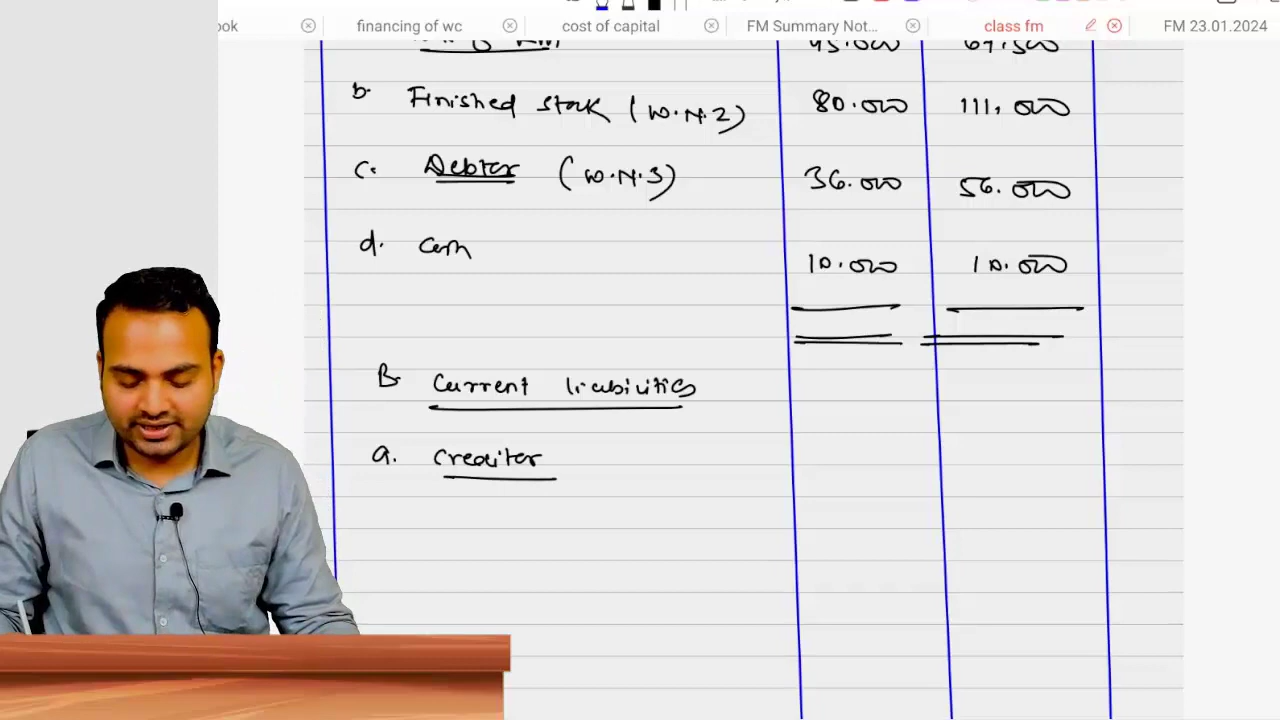 ook financing of wc cost of capital FM Summary Not... class fm FM 23.01.2024
b. Finished stock (W.N.2) 80.000 111,000
c. Debtor (W.N.3) 36.000 56.000
d. Cash 10.000 10.000
B. Current liabilities
a. Creditor